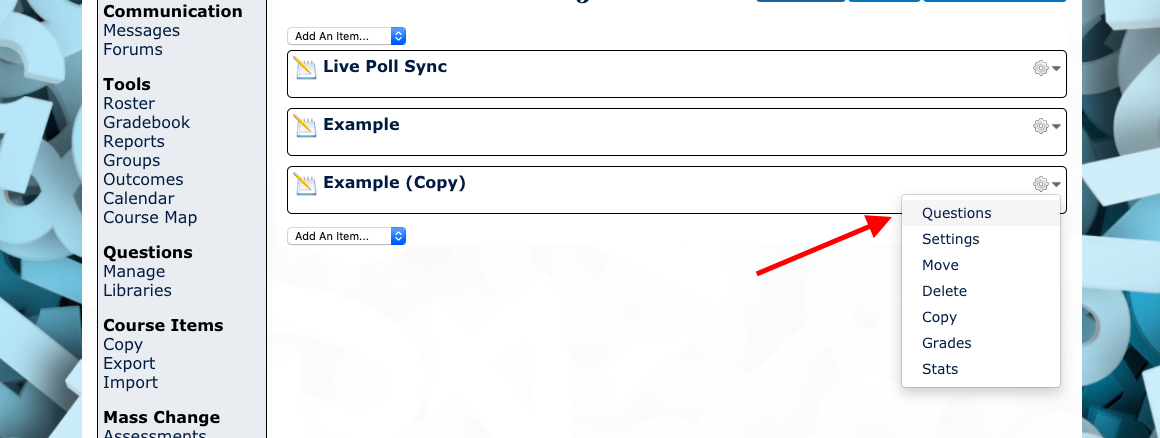 Communication
Messages
Forums
Tools
Roster
Gradebook
Reports
Groups
Outcomes
Calendar
Course Map
Questions
Manage
Libraries
Course Items
Copy
Export
Import
Mass Change
Assessments
Add An Item...
Live Poll Sync
Example
Example (Copy)
Questions
Settings
Move
Delete
Copy
Grades
Stats
Add An Item...